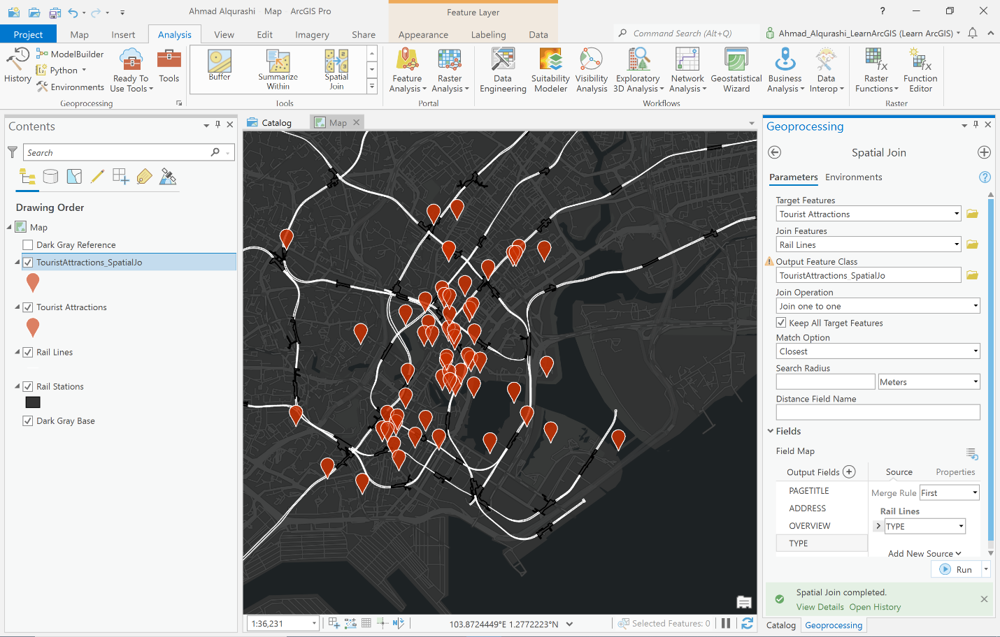 Ahmad Alqurashi - Map - ArcGIS Pro
Feature Layer
?
Project
Map
Insert
Analysis
View
Edit
Imagery
Share
Appearance
Labeling
Data
Command Search (Alt+Q)
Ahmad_Alqurashi_LearnArcGIS (Learn ArcGIS)
History
ModelBuilder
Python
Environments
Ready To
Use Tools
Tools
Buffer
Summarize
Within
Spatial
Join
Feature
Analysis
Raster
Analysis
Data
Engineering
Suitability
Modeler
Visibility
Analysis
Exploratory
3D Analysis
Network
Analysis
Geostatistical
Wizard
Business
Analysis
Data
Interop
Raster
Functions
Function
Editor
Geoprocessing
Tools
Portal
Workflows
Raster
Contents
Search
Drawing Order
Map
Dark Gray Reference
TouristAttractions_SpatialJo
Tourist Attractions
Rail Lines
Rail Stations
Dark Gray Base
Catalog
Map
1:36,231
103.8724449°E 1.2772223°N
Selected Features: 0
Geoprocessing
Spatial Join
Parameters
Environments
?
Target Features
Tourist Attractions
Join Features
Rail Lines
Output Feature Class
TouristAttractions_SpatialJo
Join Operation
Join one to one
Keep All Target Features
Match Option
Closest
Search Radius
Meters
Distance Field Name
Fields
Field Map
Output Fields
Source
Properties
PAGETITLE
ADDRESS
OVERVIEW
TYPE
Merge Rule
First
Rail Lines
TYPE
Add New Source
Run
Spatial Join completed.
View Details Open History
Catalog
Geoprocessing